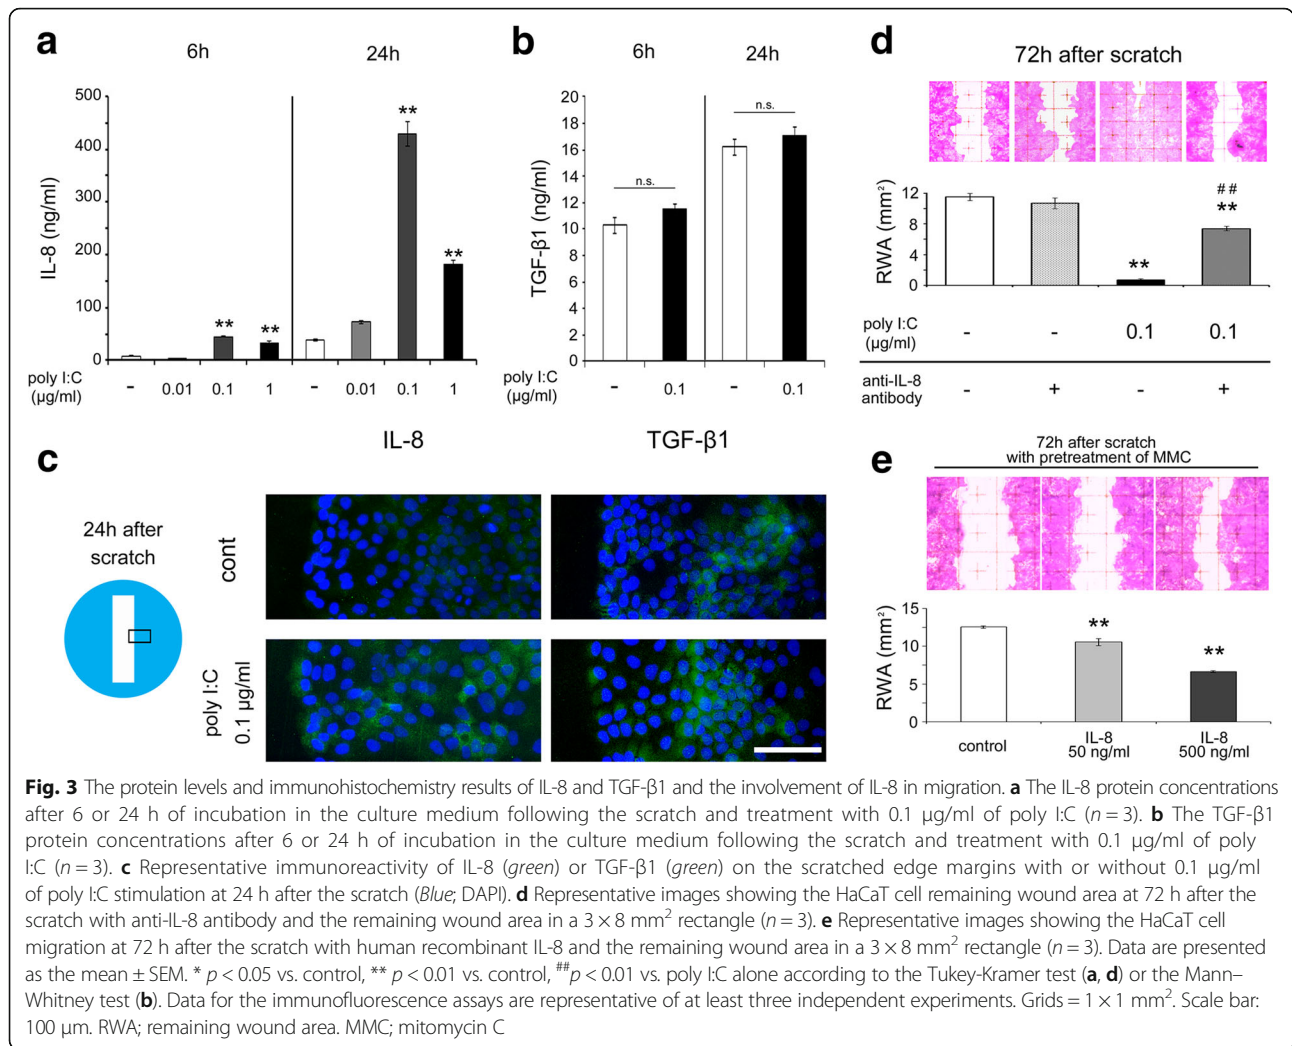 a
6h
24h
IL-8 (ng/ml)
500
400
300
200
100
50
0
**
**
**
**
poly I:C
(µg/ml)
-
0.01
0.1
1
-
0.01
0.1
1
b
6h
24h
TGF-β1 (ng/ml)
20
18
16
14
12
10
8
6
4
2
0
n.s.
n.s.
poly I:C
(µg/ml)
-
0.1
-
0.1
d
72h after scratch
RWA (mm²)
12
6
0
**
##
**
poly I:C
(µg/ml)
-
-
0.1
0.1
anti-IL-8
antibody
-
+
-
+
c
IL-8
TGF-β1
24h after
scratch
cont
poly I:C
0.1 µg/ml
e
72h after scratch
with pretreatment of MMC
RWA (mm²)
15
10
5
0
**
**
control
IL-8
50 ng/ml
IL-8
500 ng/ml
Fig. 3 The protein levels and immunohistochemistry results of IL-8 and TGF-β1 and the involvement of IL-8 in migration. a The IL-8 protein concentrations
after 6 or 24 h of incubation in the culture medium following the scratch and treatment with 0.1 µg/ml of poly I:C (n = 3). b The TGF-β1
protein concentrations after 6 or 24 h of incubation in the culture medium following the scratch and treatment with 0.1 µg/ml of poly
I:C (n = 3). c Representative immunoreactivity of IL-8 (green) or TGF-β1 (green) on the scratched edge margins with or without 0.1 µg/ml
of poly I:C stimulation at 24 h after the scratch (Blue; DAPI). d Representative images showing the HaCaT cell remaining wound area at 72 h after the
scratch with anti-IL-8 antibody and the remaining wound area in a 3 × 8 mm² rectangle (n = 3). e Representative images showing the HaCaT cell
migration at 72 h after the scratch with human recombinant IL-8 and the remaining wound area in a 3 × 8 mm² rectangle (n = 3). Data are presented
as the mean ± SEM. * p < 0.05 vs. control, ** p < 0.01 vs. control, ##p < 0.01 vs. poly I:C alone according to the Tukey-Kramer test (a, d) or the Mann–
Whitney test (b). Data for the immunofluorescence assays are representative of at least three independent experiments. Grids = 1 × 1 mm². Scale bar:
100 µm. RWA; remaining wound area. MMC; mitomycin C